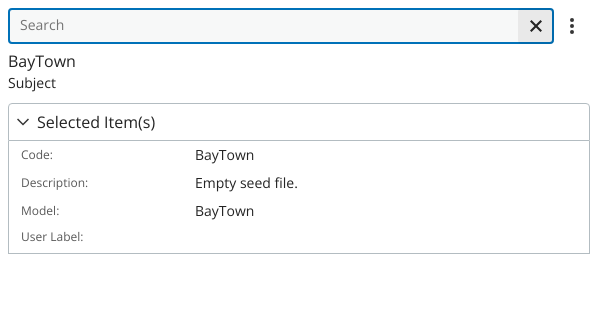 Search
BayTown
Subject
Selected Item(s)
Code: BayTown
Description: Empty seed file.
Model: BayTown
User Label: